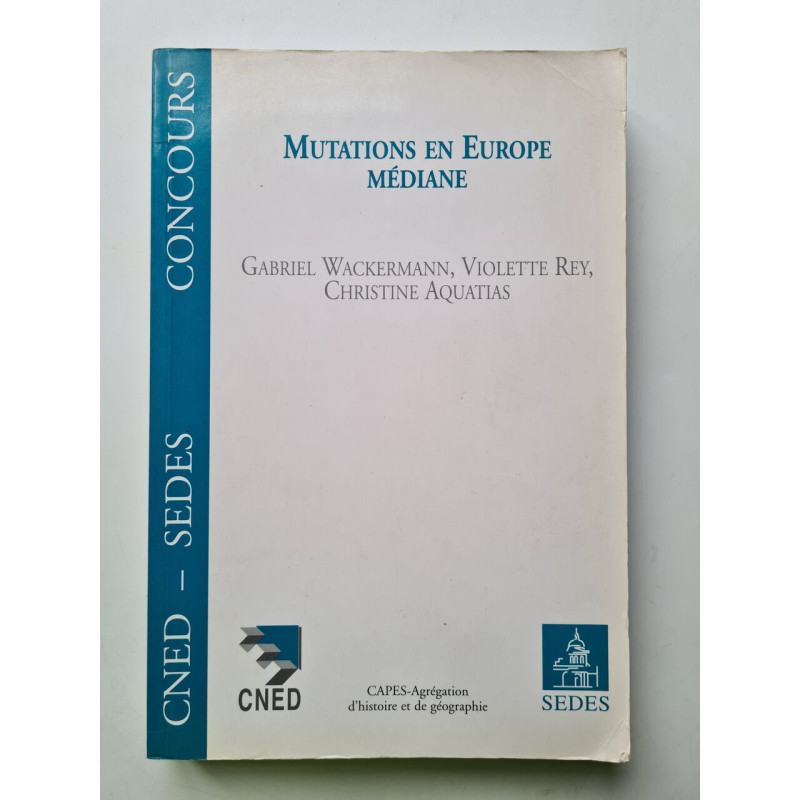 MUTATIONS EN EUROPE
MÉDIANE
GABRIEL WACKERMANN, VIOLETTE REY,
CHRISTINE AQUATIAS
CNED – SEDES CONCOURS
CNED
CAPES-Agrégation
d'histoire et de géographie
SEDES